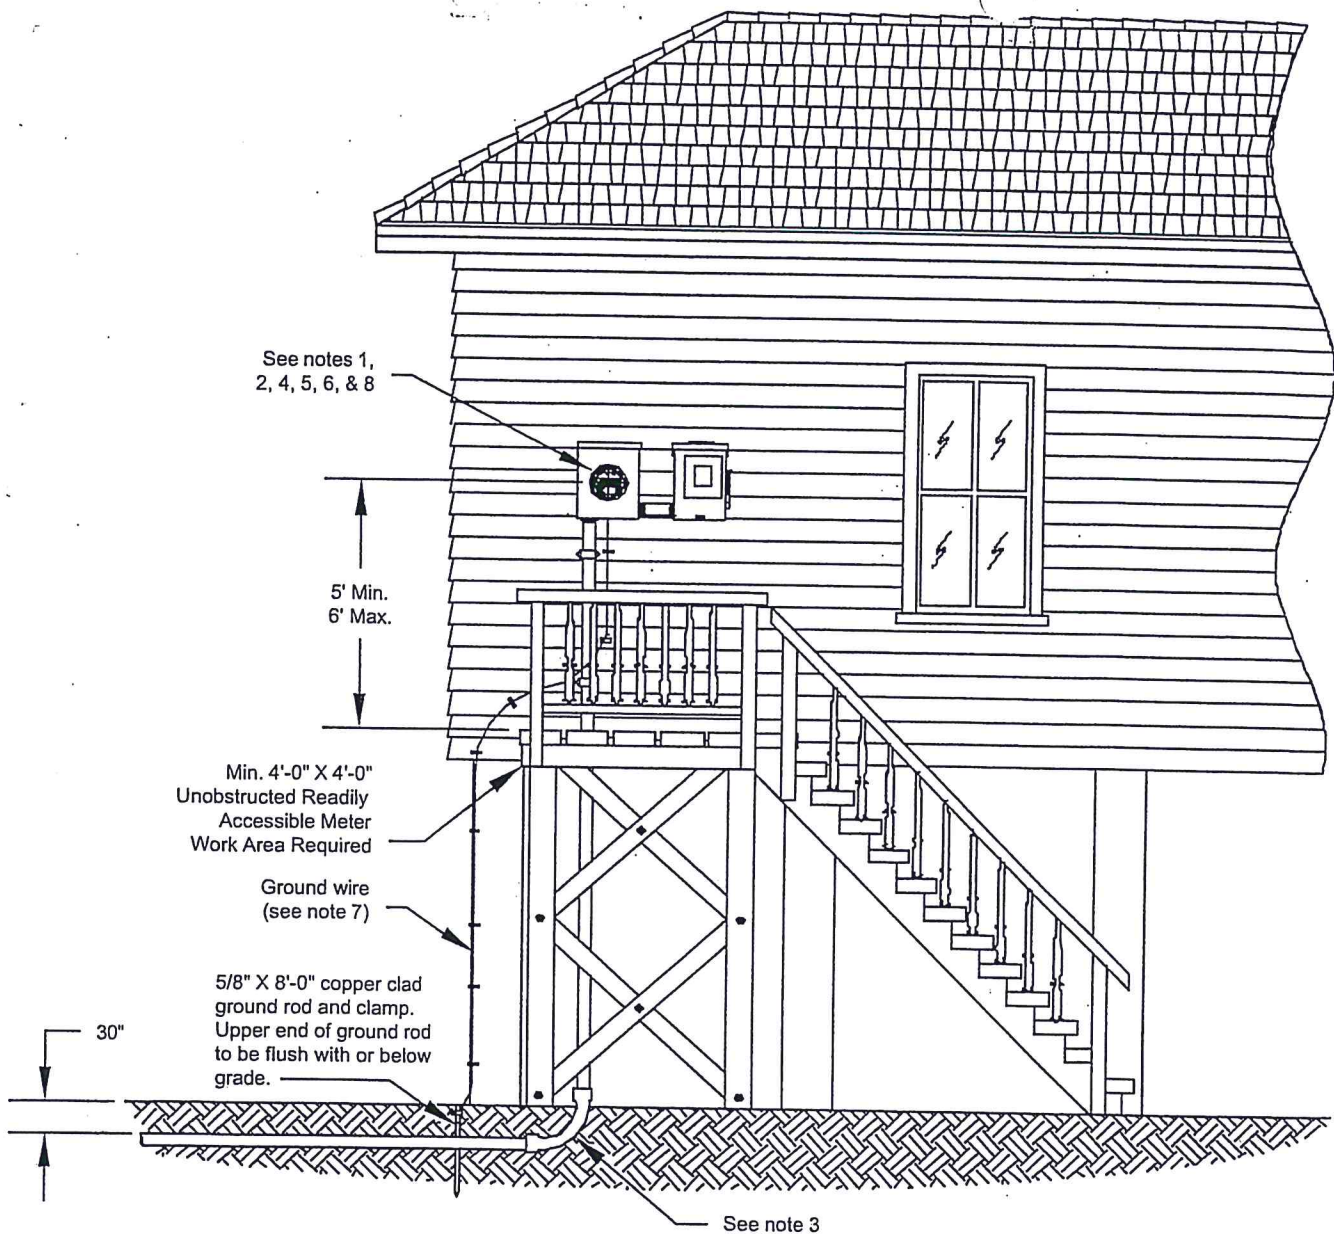 See notes 1,
2, 4, 5, 6, & 8
5' Min.
6' Max.
Min. 4'-0" X 4'-0"
Unobstructed Readily
Accessible Meter
Work Area Required
Ground wire
(see note 7)
5/8" X 8'-0" copper clad
ground rod and clamp.
Upper end of ground rod
to be flush with or below
grade.
30"
See note 3